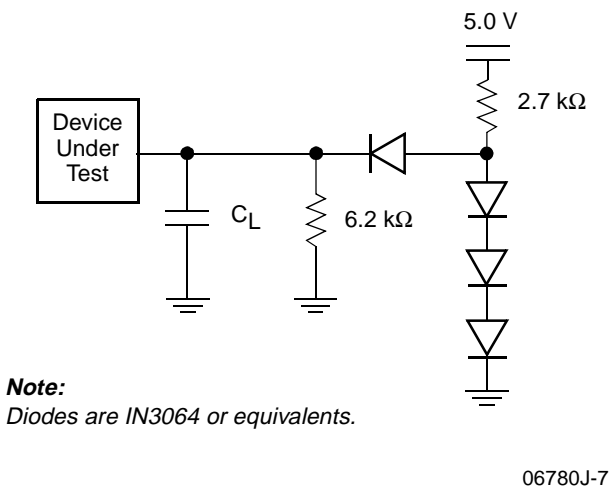 5.0 V
2.7 kΩ
Device
Under
Test
CL
6.2 kΩ
Note:
Diodes are IN3064 or equivalents.
06780J-7